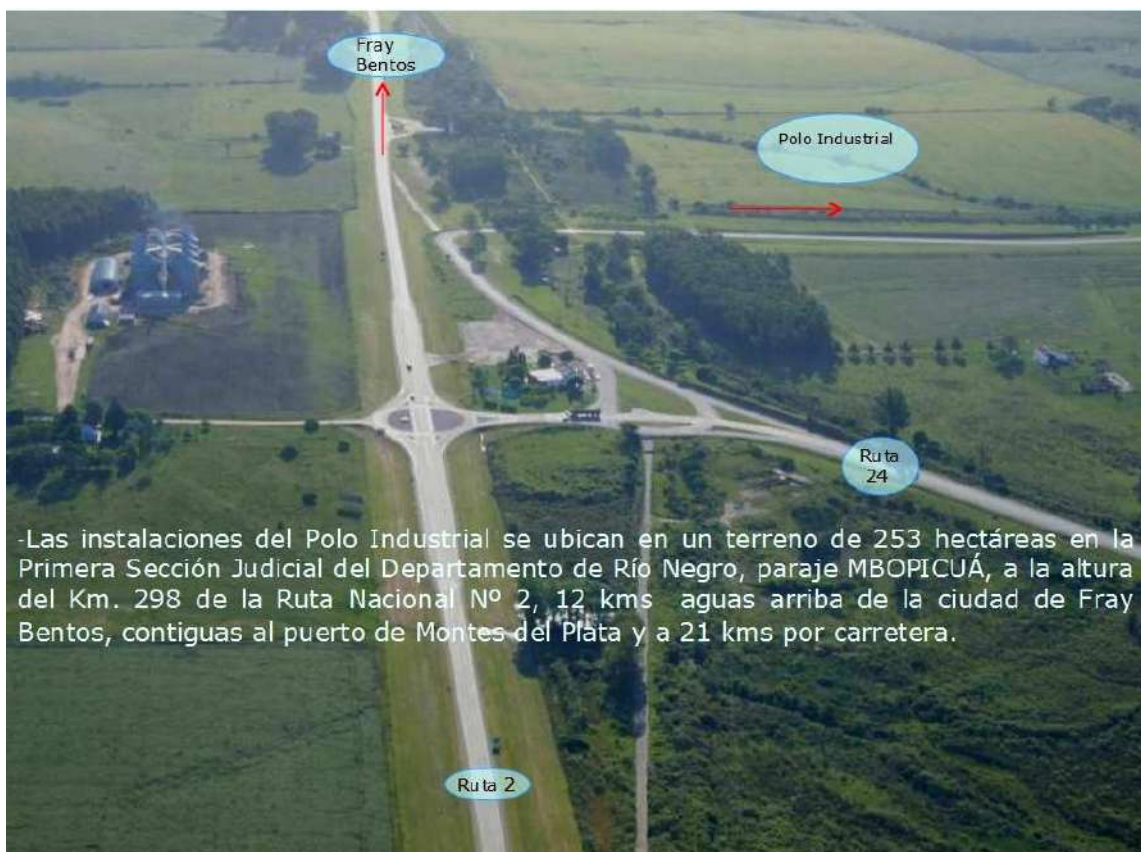 Fray
Bentos
Polo Industrial
Ruta
24
-Las instalaciones del Polo Industrial se ubican en un terreno de 253 hectáreas en la
Primera Sección Judicial del Departamento de Río Negro, paraje MBOPICUÁ, a la altura
del Km. 298 de la Ruta Nacional Nº 2, 12 kms aguas arriba de la ciudad de Fray
Bentos, contiguas al puerto de Montes del Plata y a 21 kms por carretera.
Ruta 2